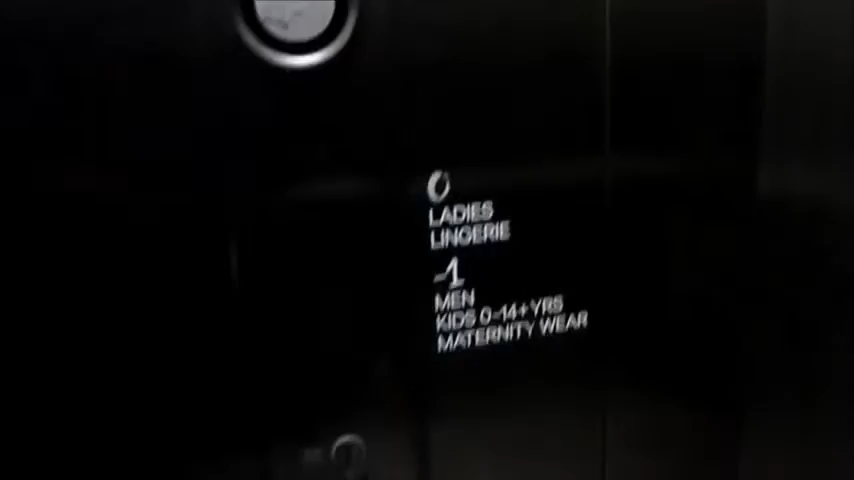 0
LADIES
LINGERIE
-1
MEN
KIDS 0-14+YRS
MATERNITY WEAR